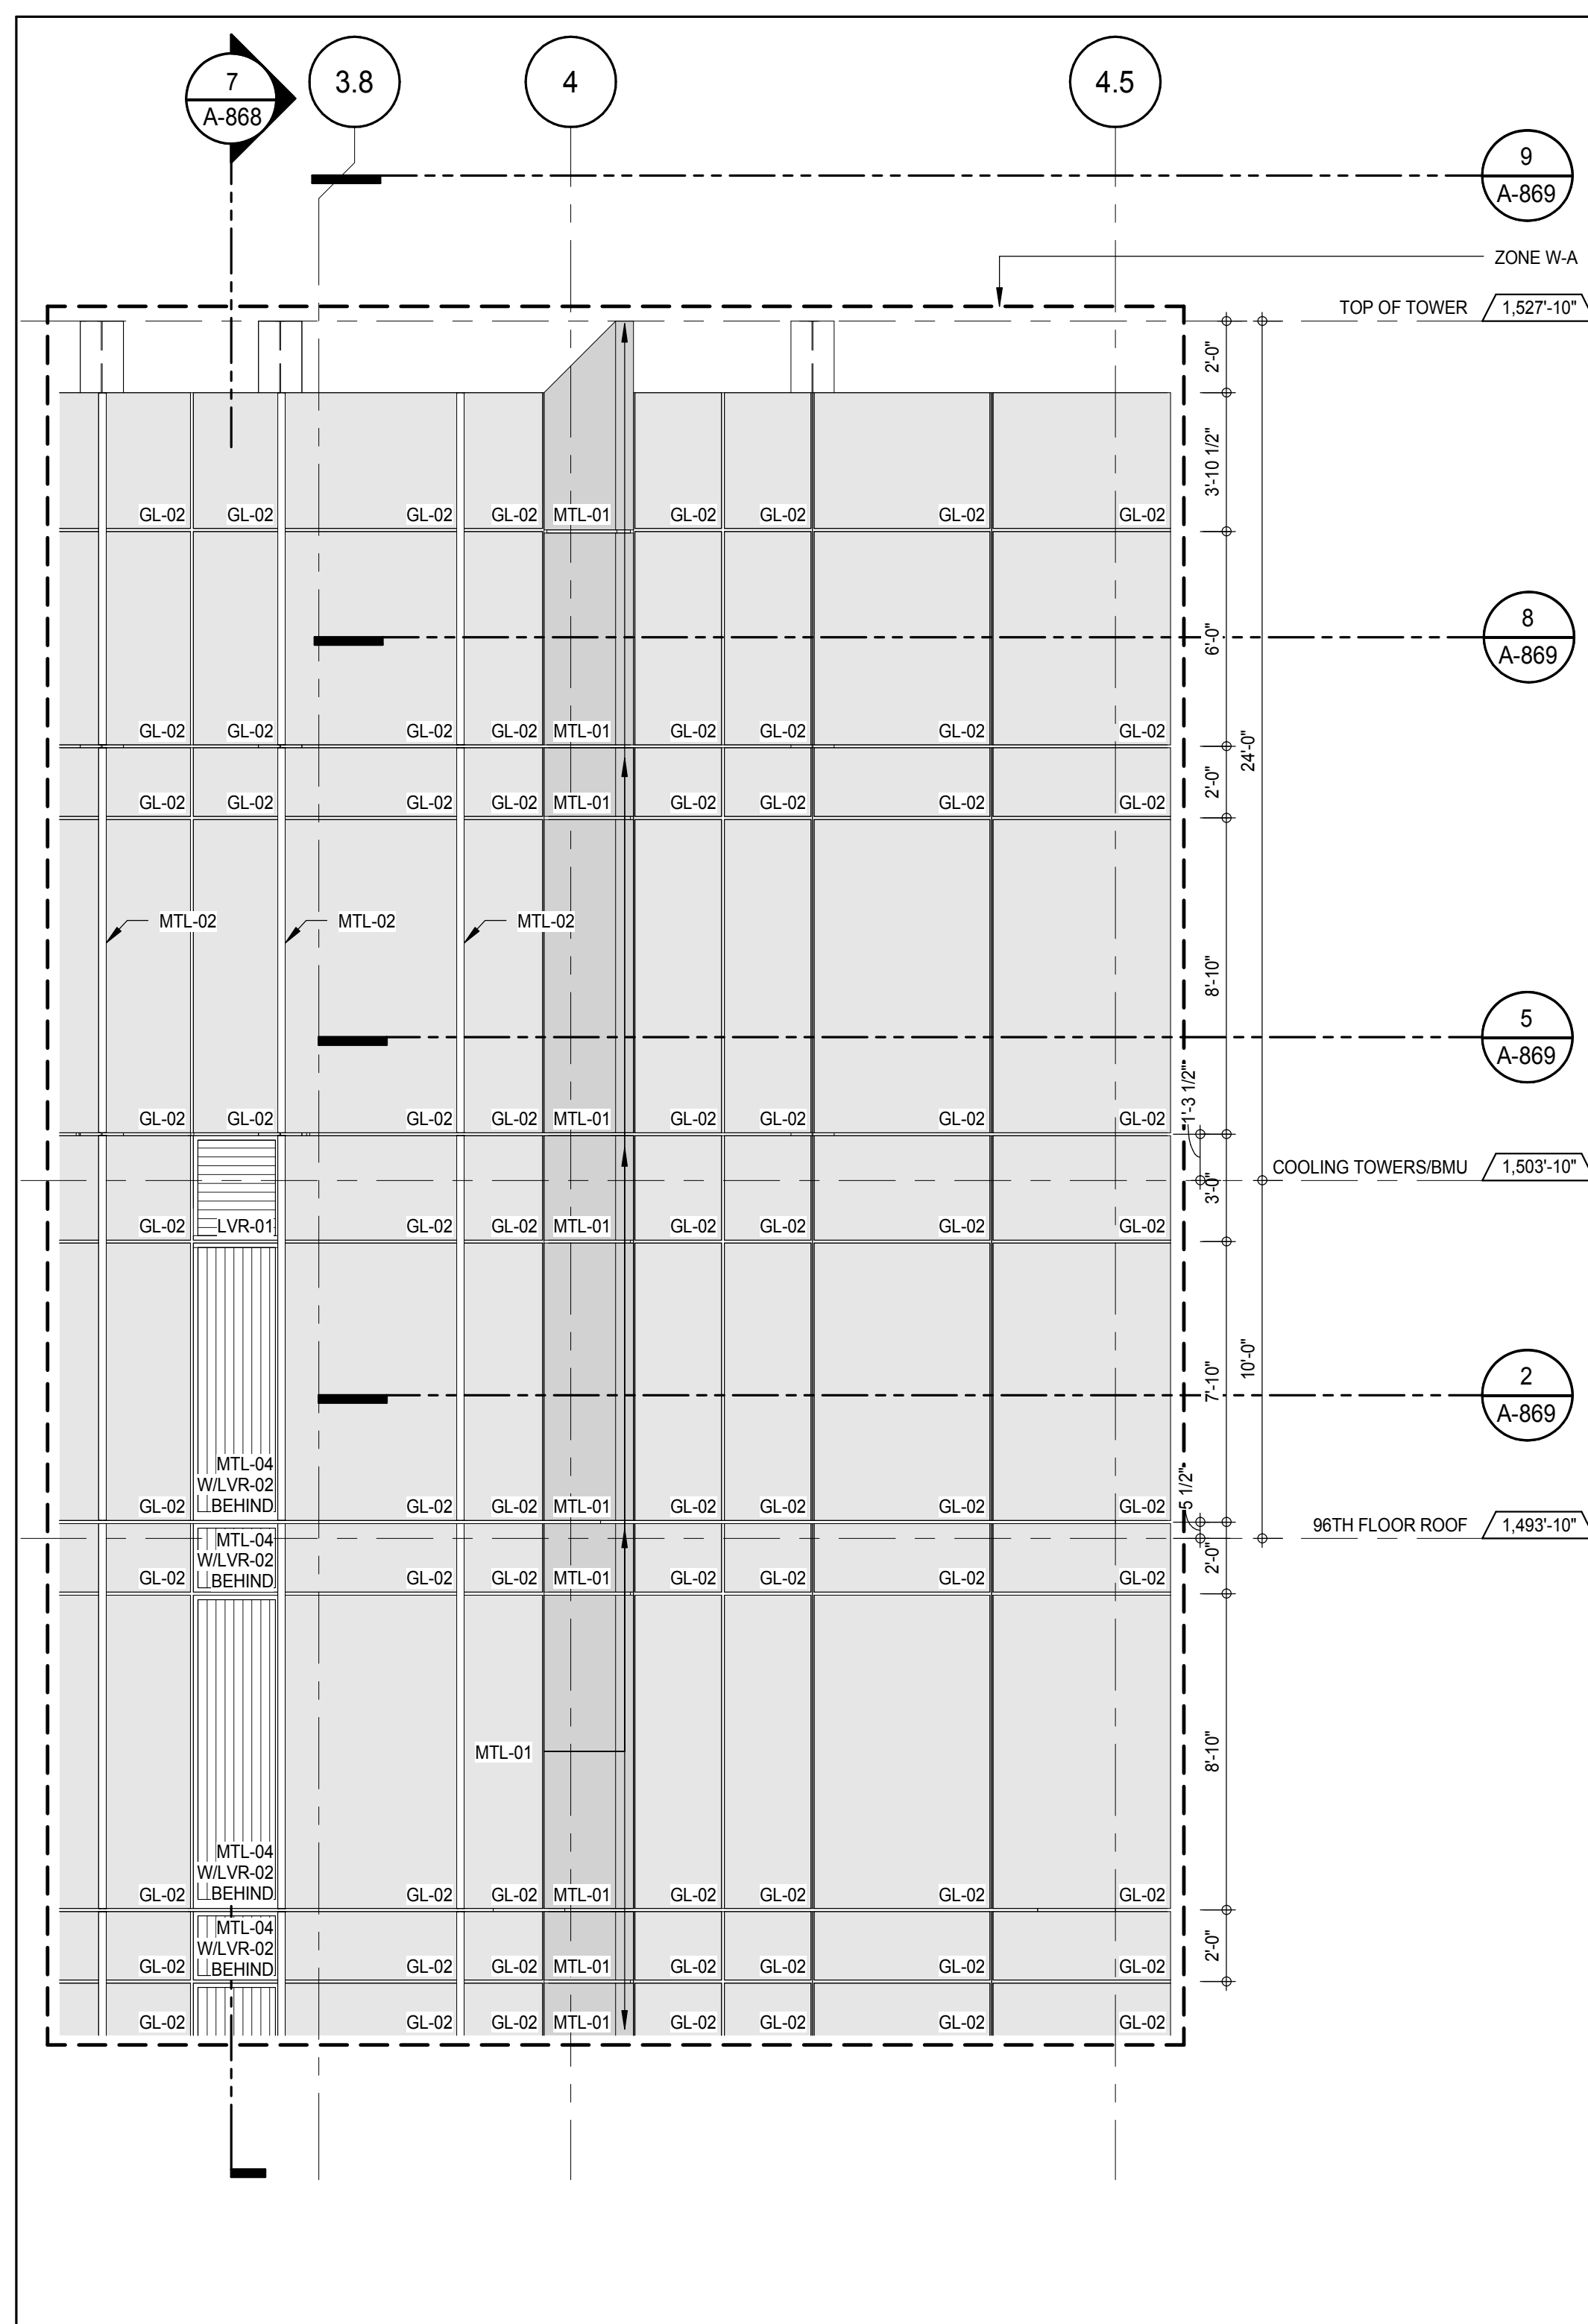 7
A-868
3.8
4
4.5
9
A-869
ZONE W-A
TOP OF TOWER 1,527'-10"
2'-0"
3'-10 1/2"
GL-02 GL-02 GL-02 GL-02 MTL-01 GL-02 GL-02 GL-02 GL-02
8
A-869
6'-0"
GL-02 GL-02 GL-02 GL-02 MTL-01 GL-02 GL-02 GL-02 GL-02
24'-0"
2'-0"
GL-02 GL-02 GL-02 GL-02 MTL-01 GL-02 GL-02 GL-02 GL-02
MTL-02 MTL-02 MTL-02
8'-10"
5
A-869
1'-3 1/2"
GL-02 GL-02 GL-02 GL-02 MTL-01 GL-02 GL-02 GL-02 GL-02
COOLING TOWERS/BMU 1,503'-10"
3'-0"
GL-02 LVR-01 GL-02 GL-02 MTL-01 GL-02 GL-02 GL-02 GL-02
10'-0"
7'-10"
2
A-869
MTL-04
W/LVR-02
BEHIND
GL-02 GL-02 GL-02 MTL-01 GL-02 GL-02 GL-02 GL-02
5 1/2"
96TH FLOOR ROOF 1,493'-10"
MTL-04
W/LVR-02
BEHIND
2'-0"
GL-02 GL-02 GL-02 MTL-01 GL-02 GL-02 GL-02 GL-02
MTL-01
8'-10"
MTL-04
W/LVR-02
BEHIND
GL-02 GL-02 GL-02 MTL-01 GL-02 GL-02 GL-02 GL-02
MTL-04
W/LVR-02
BEHIND
2'-0"
GL-02 GL-02 GL-02 MTL-01 GL-02 GL-02 GL-02 GL-02
GL-02 GL-02 GL-02 MTL-01 GL-02 GL-02 GL-02 GL-02